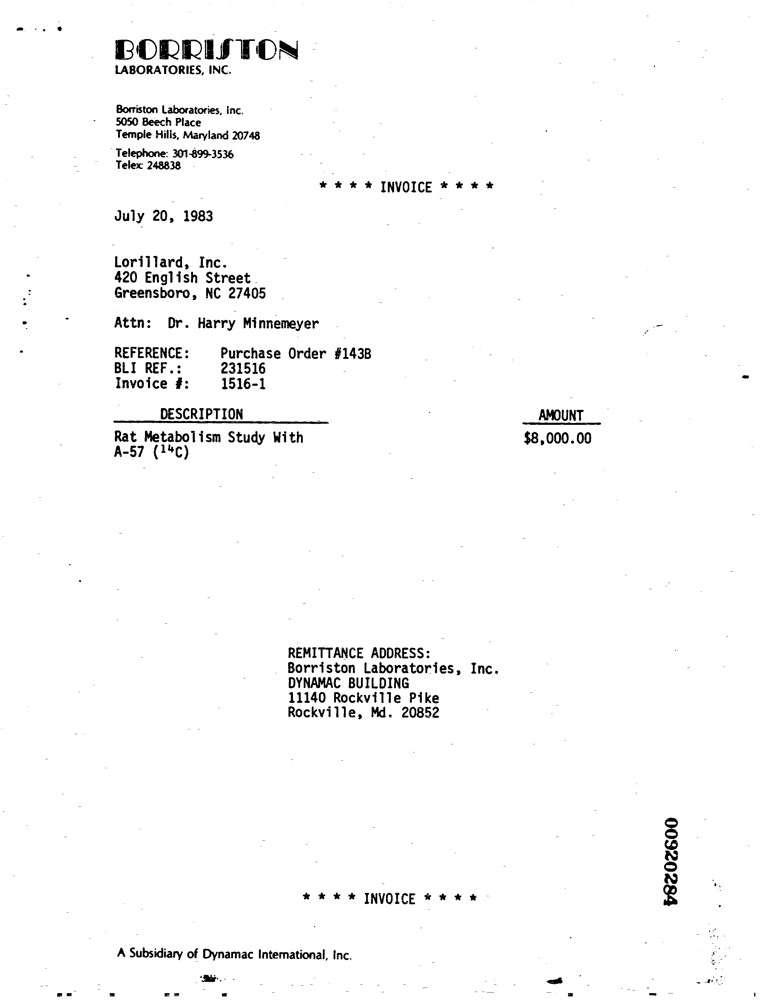 BORRISTON
LABORATORIES, INC.
Borriston Laboratories, Inc.
5050 Beech Place
Temple Hills, Maryland 20748
Telephone: 301-899-3536
Telex: 248838
* * * * INVOICE * * * *
July 20, 1983
Lorillard, Inc.
420 English Street
Greensboro, NC 27405
Attn: Dr. Harry Minnemeyer
REFERENCE: Purchase Order #143B
BLI REF.: 231516
Invoice #: 1516-1
DESCRIPTION AMOUNT
Rat Metabolism Study With $8,000.00
A-57 (¹⁴C)
REMITTANCE ADDRESS:
Borriston Laboratories, Inc.
DYNAMAC BUILDING
11140 Rockville Pike
Rockville, Md. 20852
00920284
* * * * INVOICE * * * *
A Subsidiary of Dynamac International, Inc.